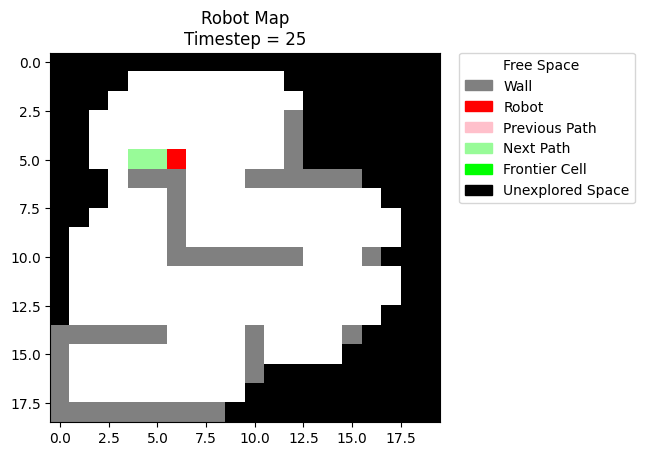 Robot Map
Timestep = 25
Free Space
Wall
Robot
Previous Path
Next Path
Frontier Cell
Unexplored Space
0.0
2.5
5.0
7.5
10.0
12.5
15.0
17.5
0.0
2.5
5.0
7.5
10.0
12.5
15.0
17.5